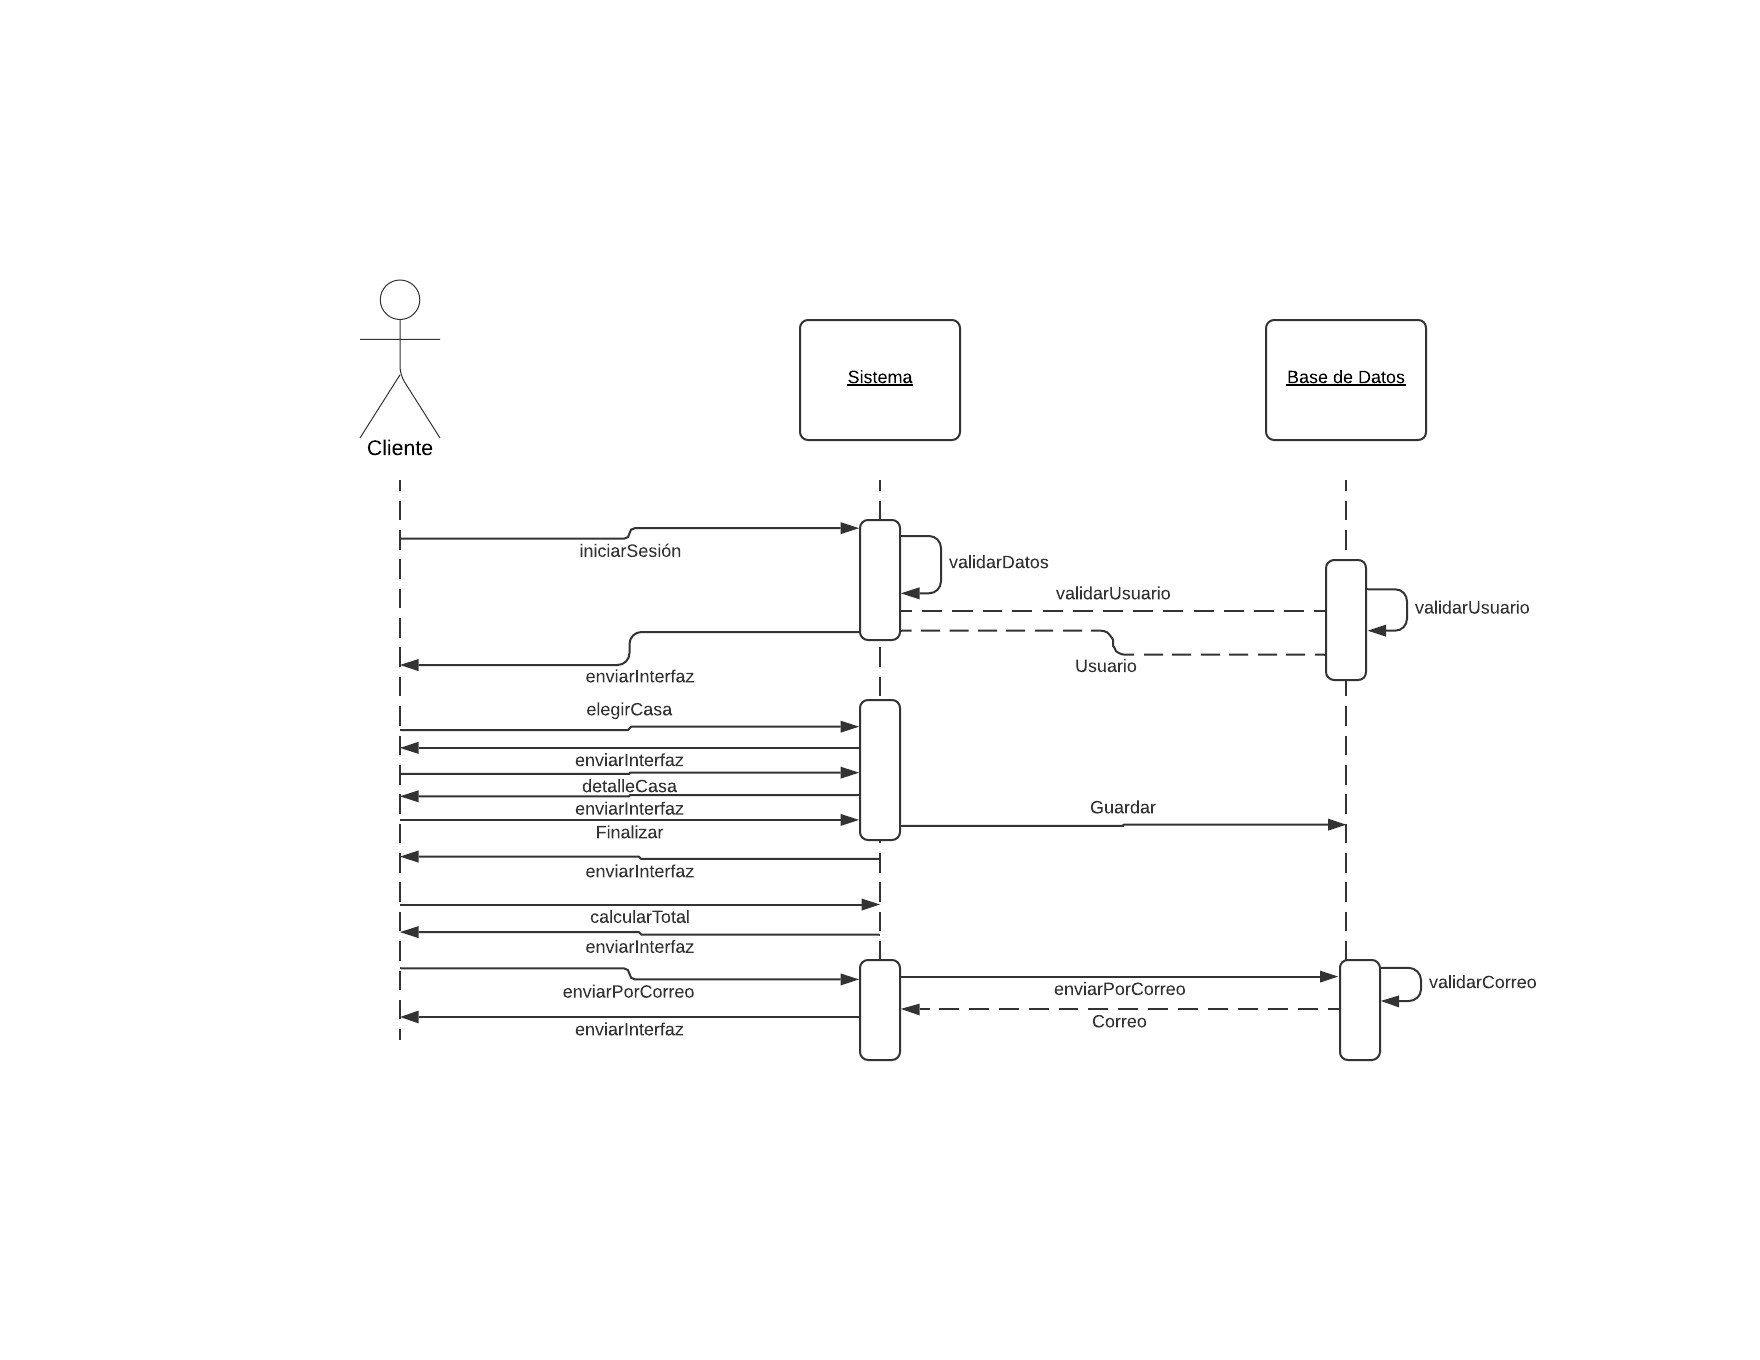 Cliente
Sistema
Base de Datos
iniciarSesión
validarDatos
validarUsuario
validarUsuario
Usuario
enviarInterfaz
elegirCasa
enviarInterfaz
detalleCasa
enviarInterfaz
Guardar
Finalizar
enviarInterfaz
calcularTotal
enviarInterfaz
enviarPorCorreo
enviarPorCorreo
validarCorreo
Correo
enviarInterfaz